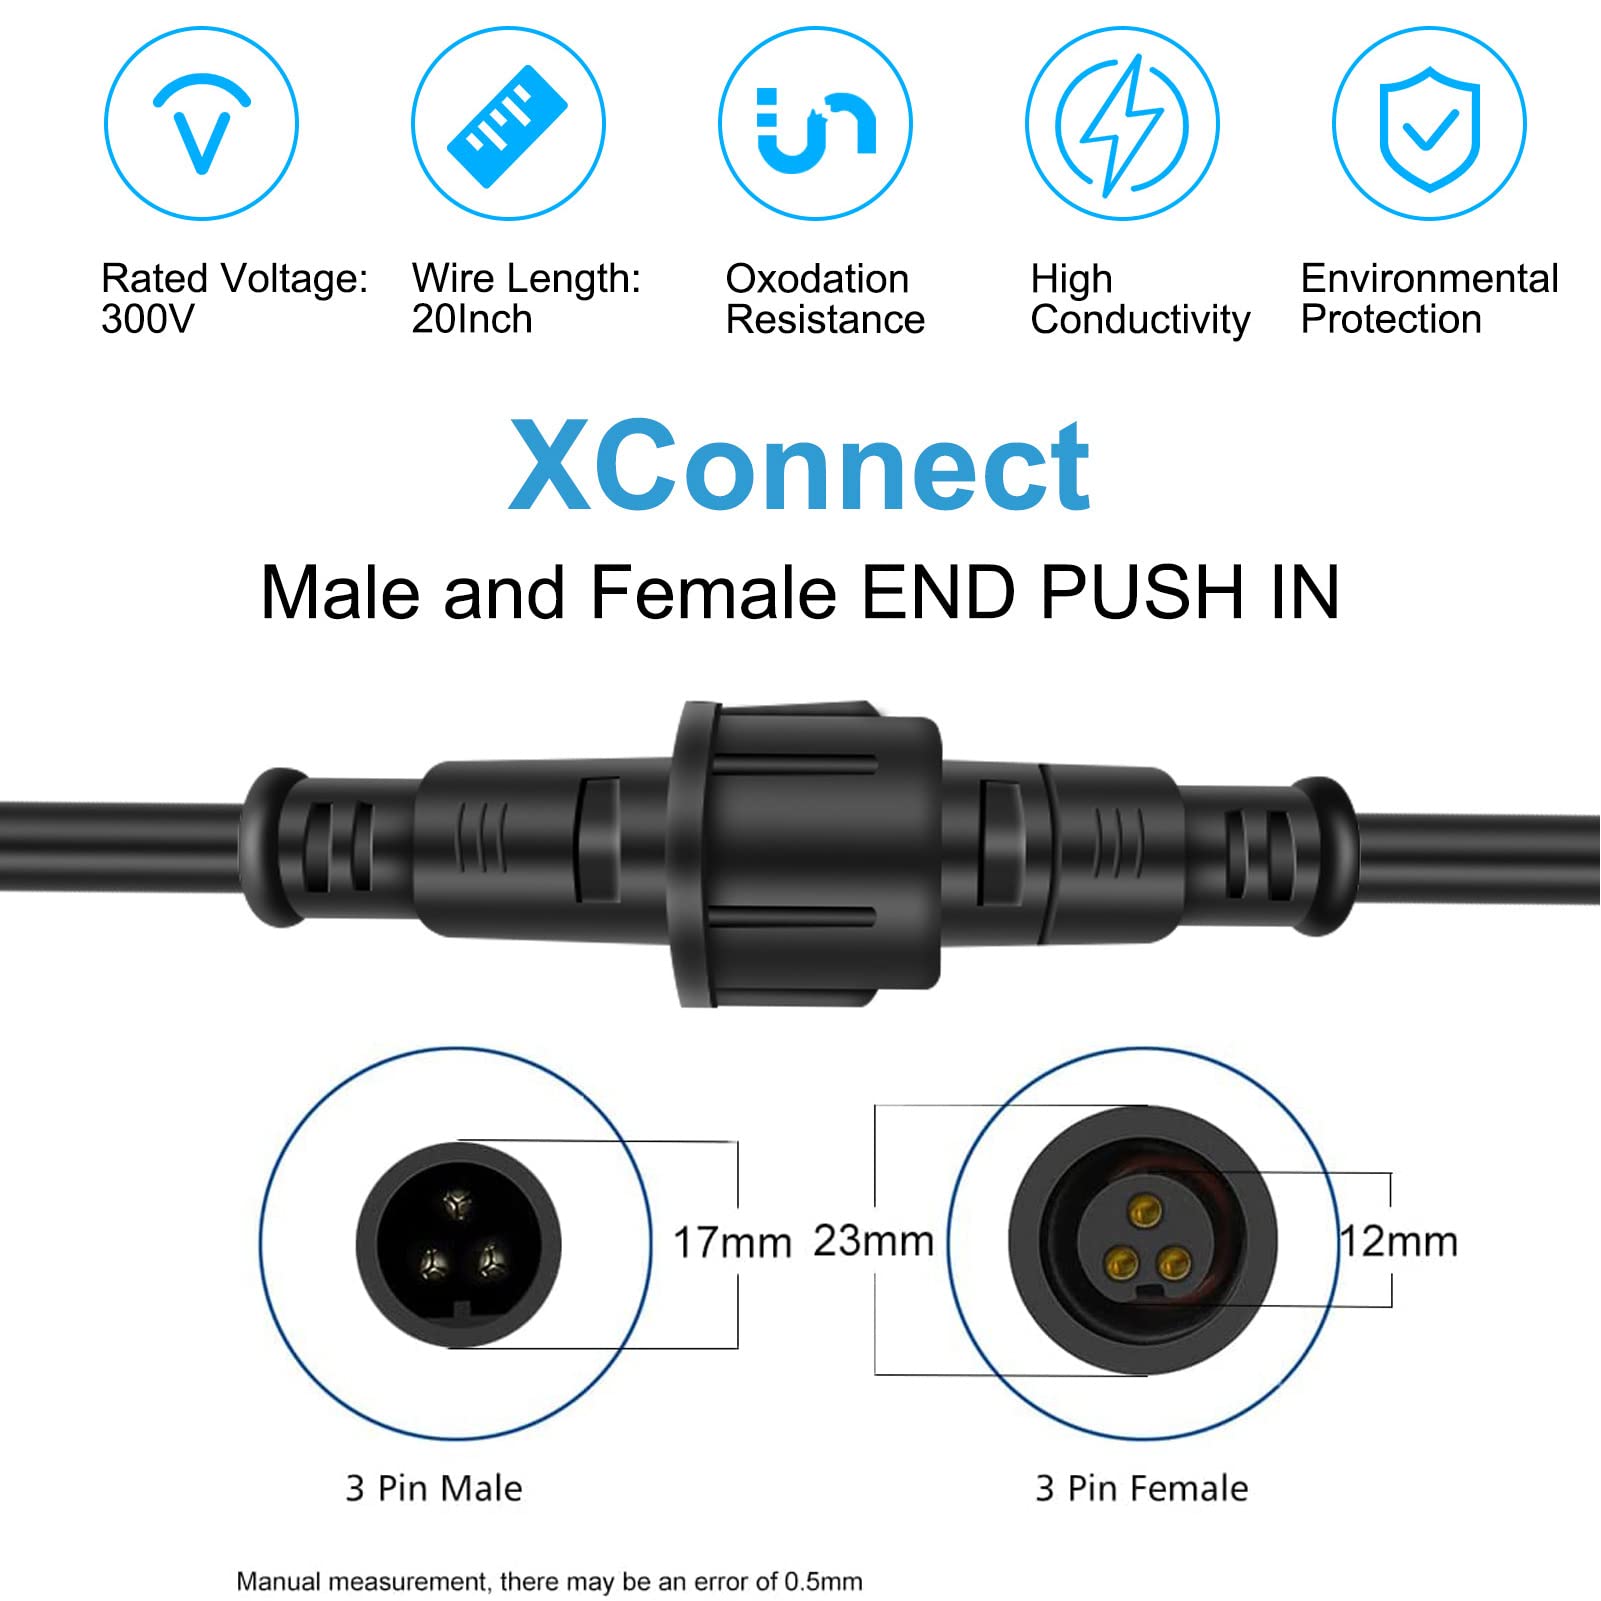 Rated Voltage:
300V
Wire Length:
20Inch
Oxodation
Resistance
High
Conductivity
Environmental
Protection
XConnect
Male and Female END PUSH IN
17mm
23mm
12mm
3 Pin Male
3 Pin Female
Manual measurement, there may be an error of 0.5mm